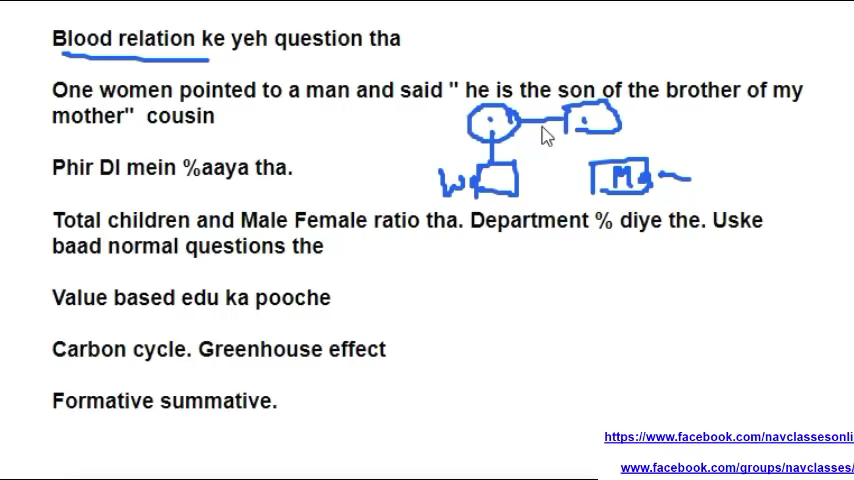 Blood relation ke yeh question tha
One women pointed to a man and said " he is the son of the brother of my
mother" cousin
W M
Phir DI mein %aaya tha.
Total children and Male Female ratio tha. Department % diye the. Uske
baad normal questions the
Value based edu ka pooche
Carbon cycle. Greenhouse effect
Formative summative.
https://www.facebook.com/navclassesonli
www.facebook.com/groups/navclasses/